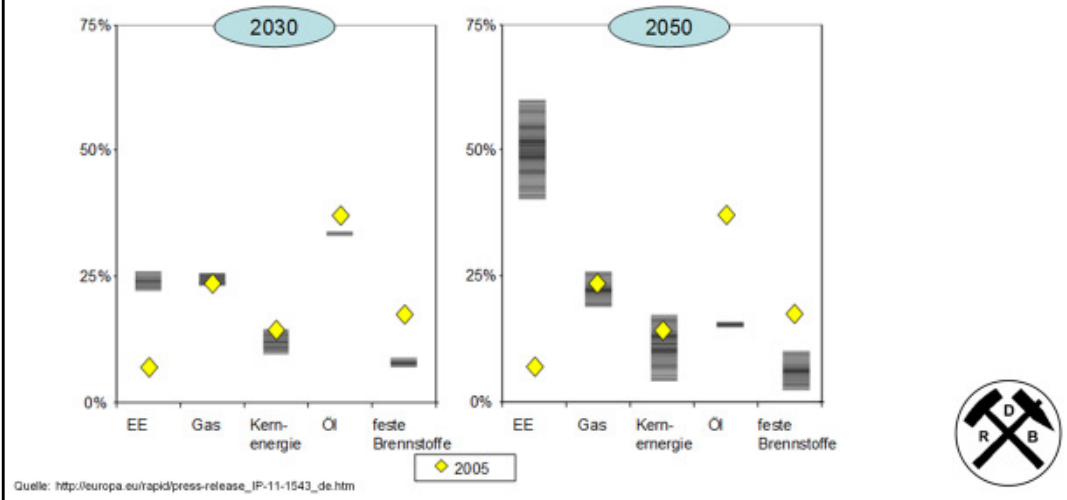 2030
75%
50%
25%
0%
EE
Gas
Kern-
energie
Öl
feste
Brennstoffe
2050
75%
50%
25%
0%
EE
Gas
Kern-
ernergie
Öl
feste
Brennstoffe
2005
Quelle: http://europa.eu/rapid/press-release_IP-11-1543_de.htm
D
R B